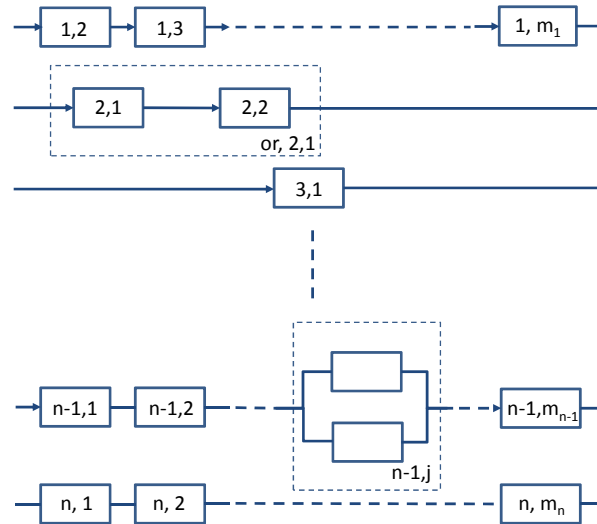 1,2 1,3 1, m₁
2,1 2,2
or, 2,1
3,1
n-1,1 n-1,2 n-1,mₙ₋₁
n-1,j
n, 1 n, 2 n, mₙ